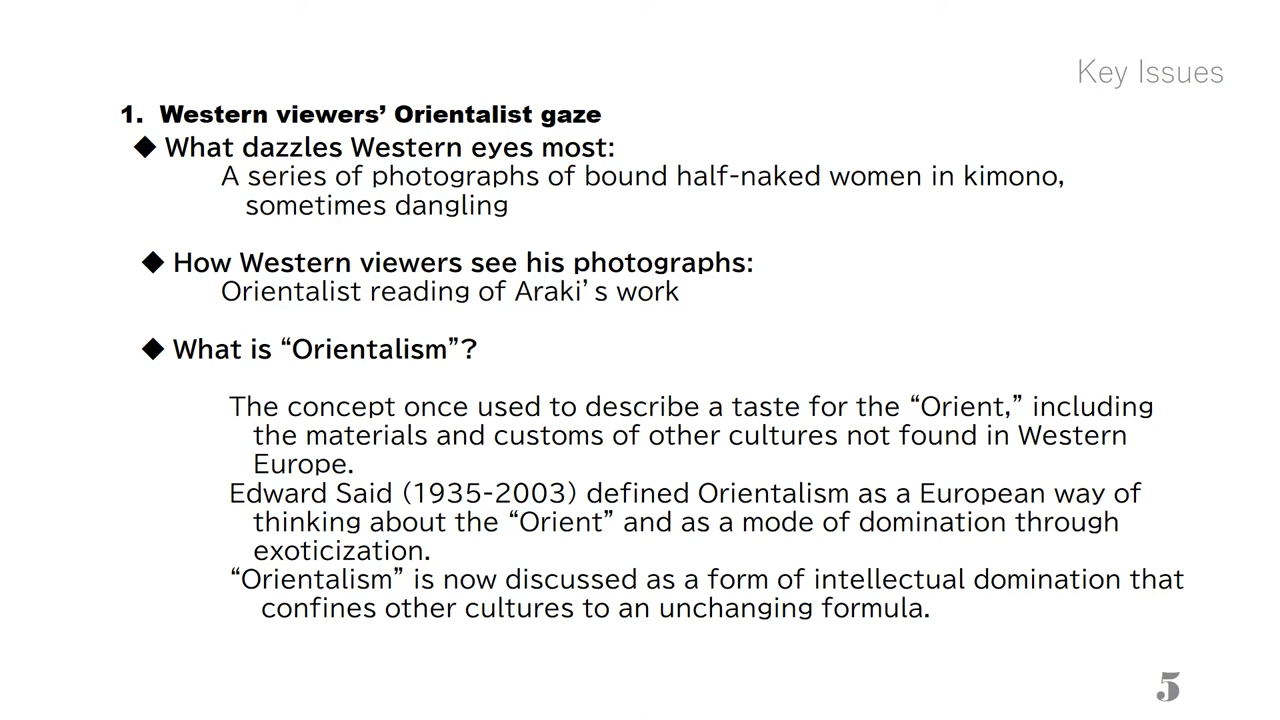 Key Issues
1. Western viewers’ Orientalist gaze
◆ What dazzles Western eyes most:
A series of photographs of bound half-naked women in kimono,
sometimes dangling
◆ How Western viewers see his photographs:
Orientalist reading of Araki’s work
◆ What is “Orientalism”?
The concept once used to describe a taste for the “Orient,” including
the materials and customs of other cultures not found in Western
Europe.
Edward Said (1935-2003) defined Orientalism as a European way of
thinking about the “Orient” and as a mode of domination through
exoticization.
“Orientalism” is now discussed as a form of intellectual domination that
confines other cultures to an unchanging formula.
5